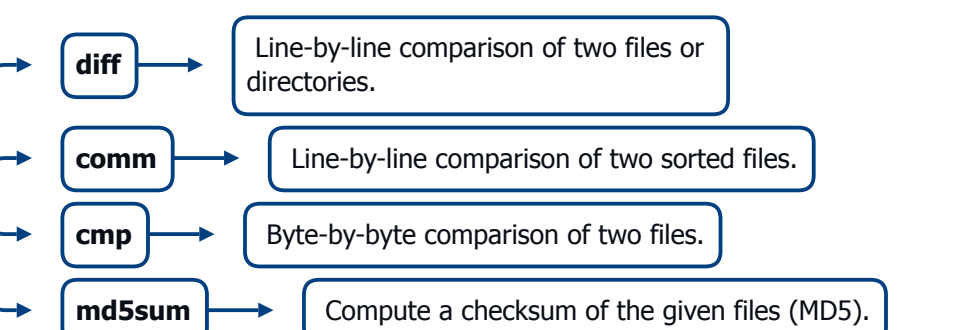 diff
Line-by-line comparison of two files or
directories.
comm
Line-by-line comparison of two sorted files.
cmp
Byte-by-byte comparison of two files.
md5sum
Compute a checksum of the given files (MD5).